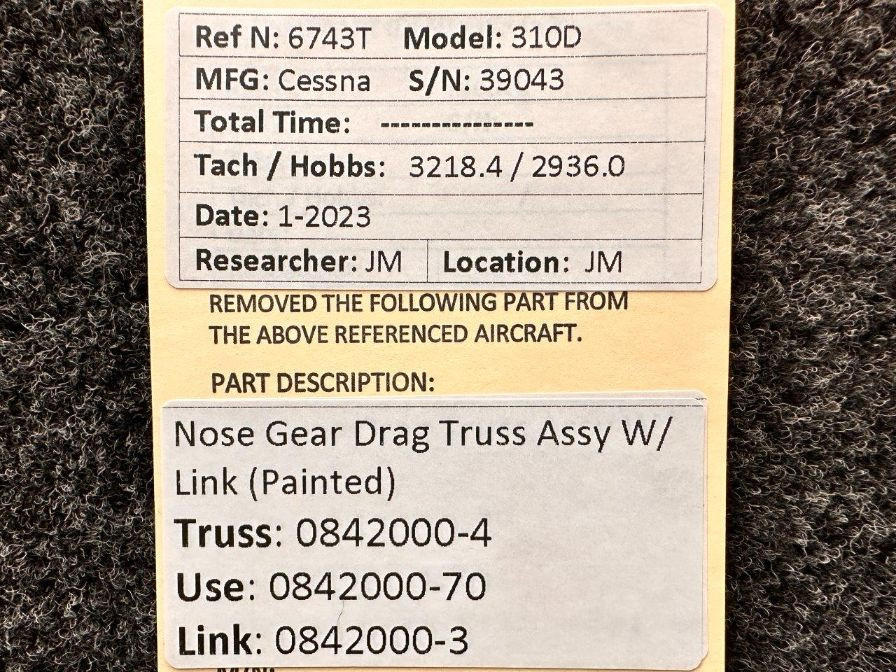 Ref N: 6743T Model: 310D
MFG: Cessna S/N: 39043
Total Time: ---------------
Tach / Hobbs: 3218.4 / 2936.0
Date: 1-2023
Researcher: JM Location: JM
REMOVED THE FOLLOWING PART FROM
THE ABOVE REFERENCED AIRCRAFT.
PART DESCRIPTION:
Nose Gear Drag Truss Assy W/
Link (Painted)
Truss: 0842000-4
Use: 0842000-70
Link: 0842000-3